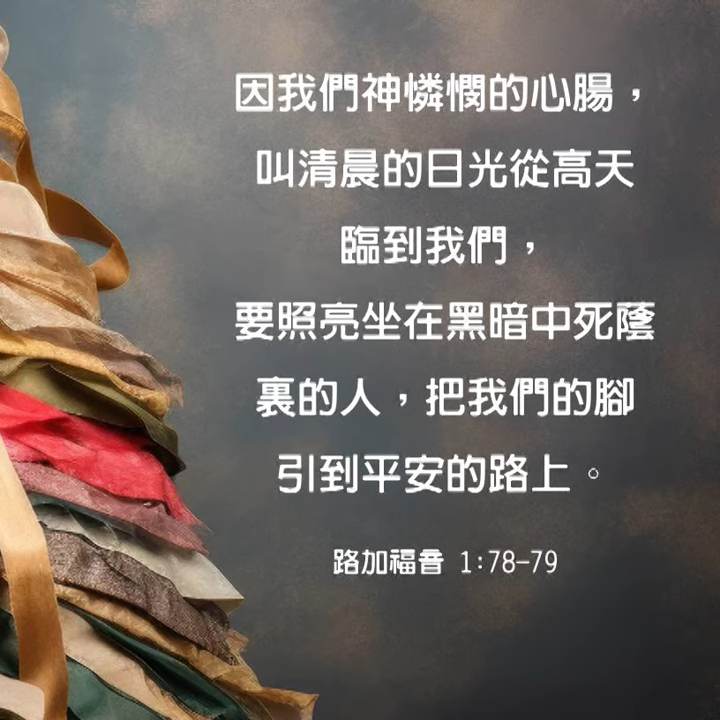 因我們神憐憫的心腸，
叫清晨的日光從高天
臨到我們，
要照亮坐在黑暗中死蔭
裏的人，把我們的腳
引到平安的路上。
路加福音 1:78-79